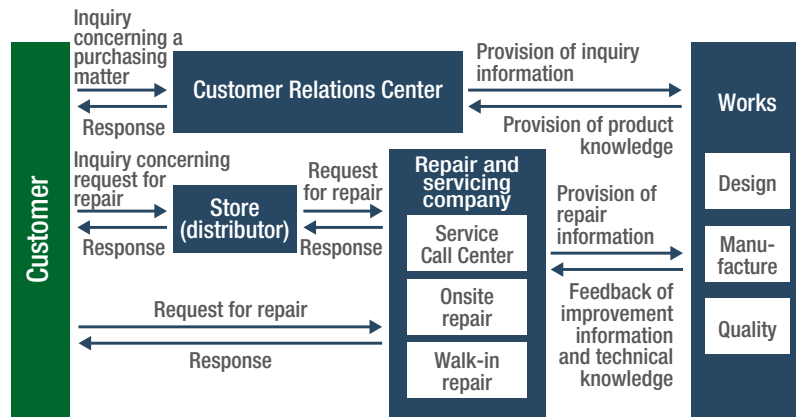 Inquiry
concerning a
purchasing
matter
Response
Customer Relations Center
Provision of inquiry
information
Provision of product
knowledge
Works
Design
Manu-
facture
Quality
Customer
Inquiry concerning
request for
repair
Response
Store
(distributor)
Request
for repair
Response
Repair and
servicing
company
Service
Call Center
Onsite
repair
Walk-in
repair
Provision of
repair
information
Feedback of
improvement
information
and technical
knowledge
Request for repair
Response